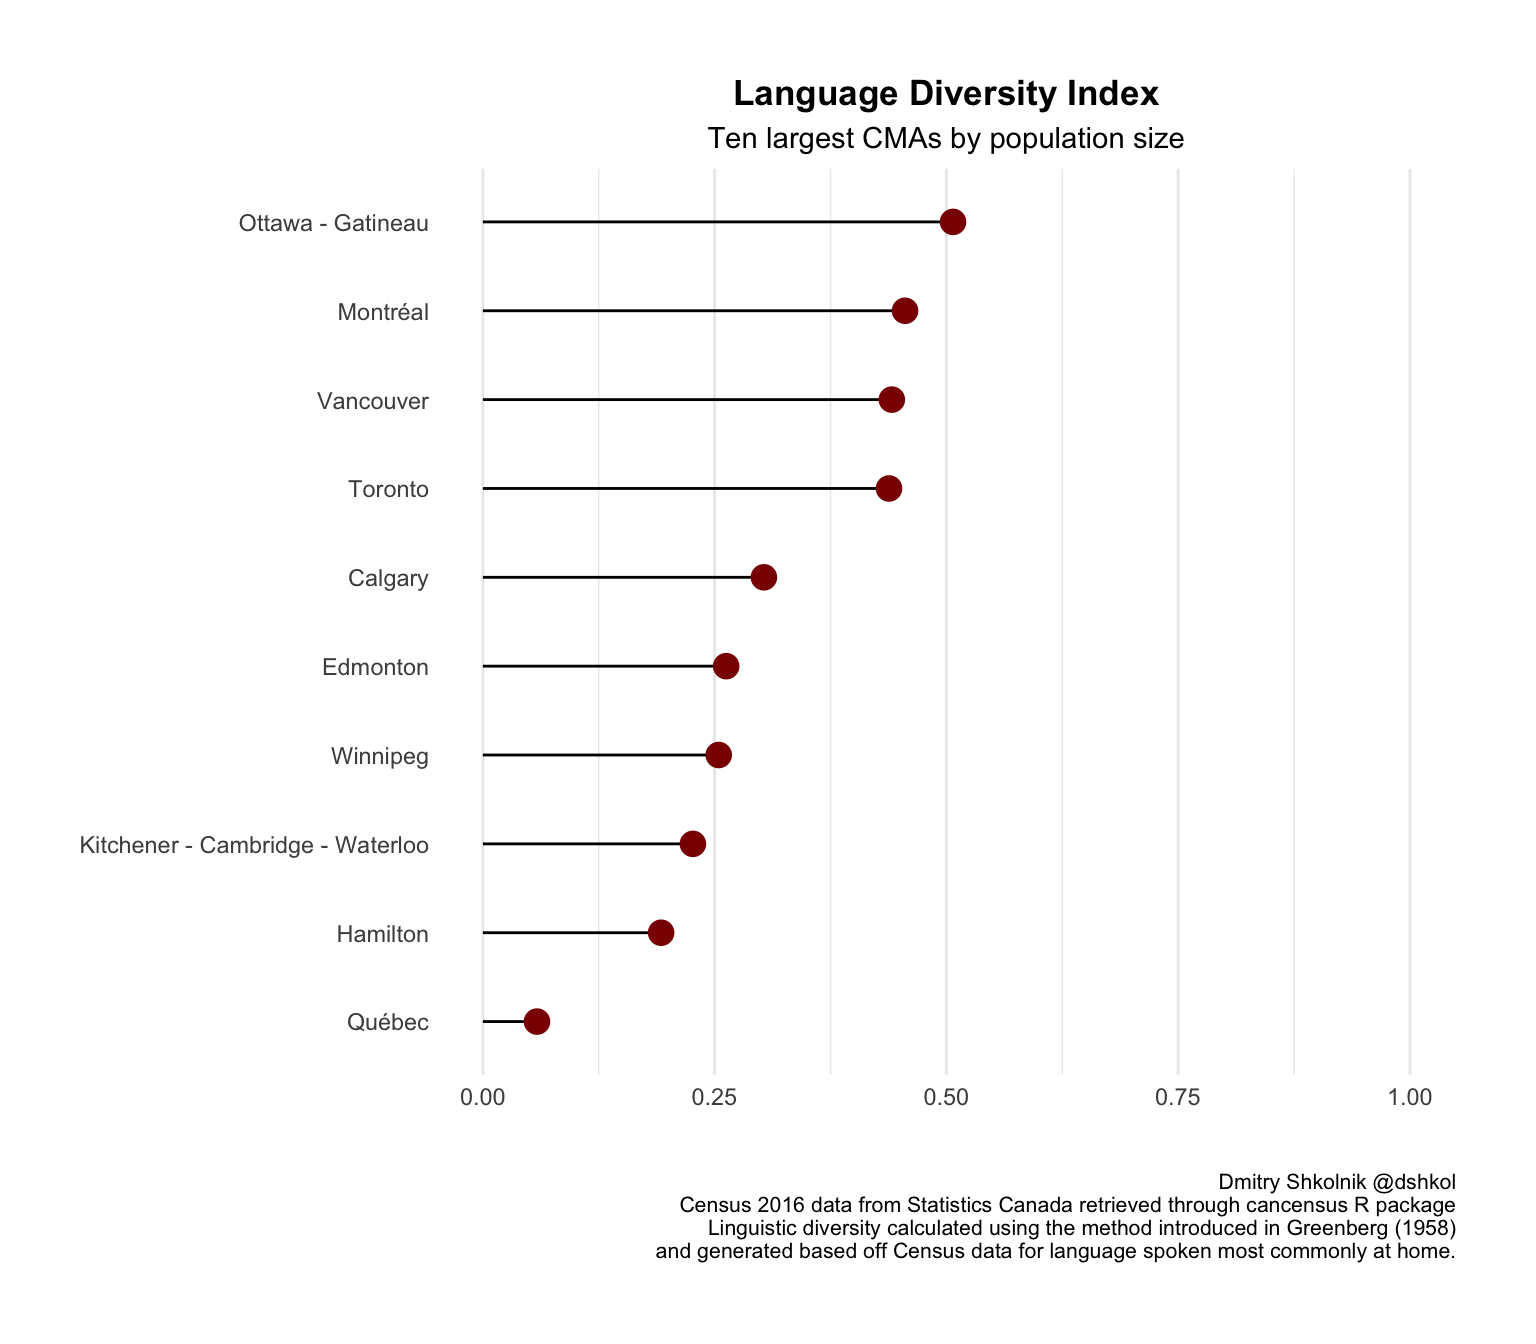 Language Diversity Index
Ten largest CMAs by population size
Ottawa - Gatineau
Montréal
Vancouver
Toronto
Calgary
Edmonton
Winnipeg
Kitchener - Cambridge - Waterloo
Hamilton
Québec
0.00 0.25 0.50 0.75 1.00
Dmitry Shkolnik @dshkol
Census 2016 data from Statistics Canada retrieved through cancensus R package
Linguistic diversity calculated using the method introduced in Greenberg (1958)
and generated based off Census data for language spoken most commonly at home.